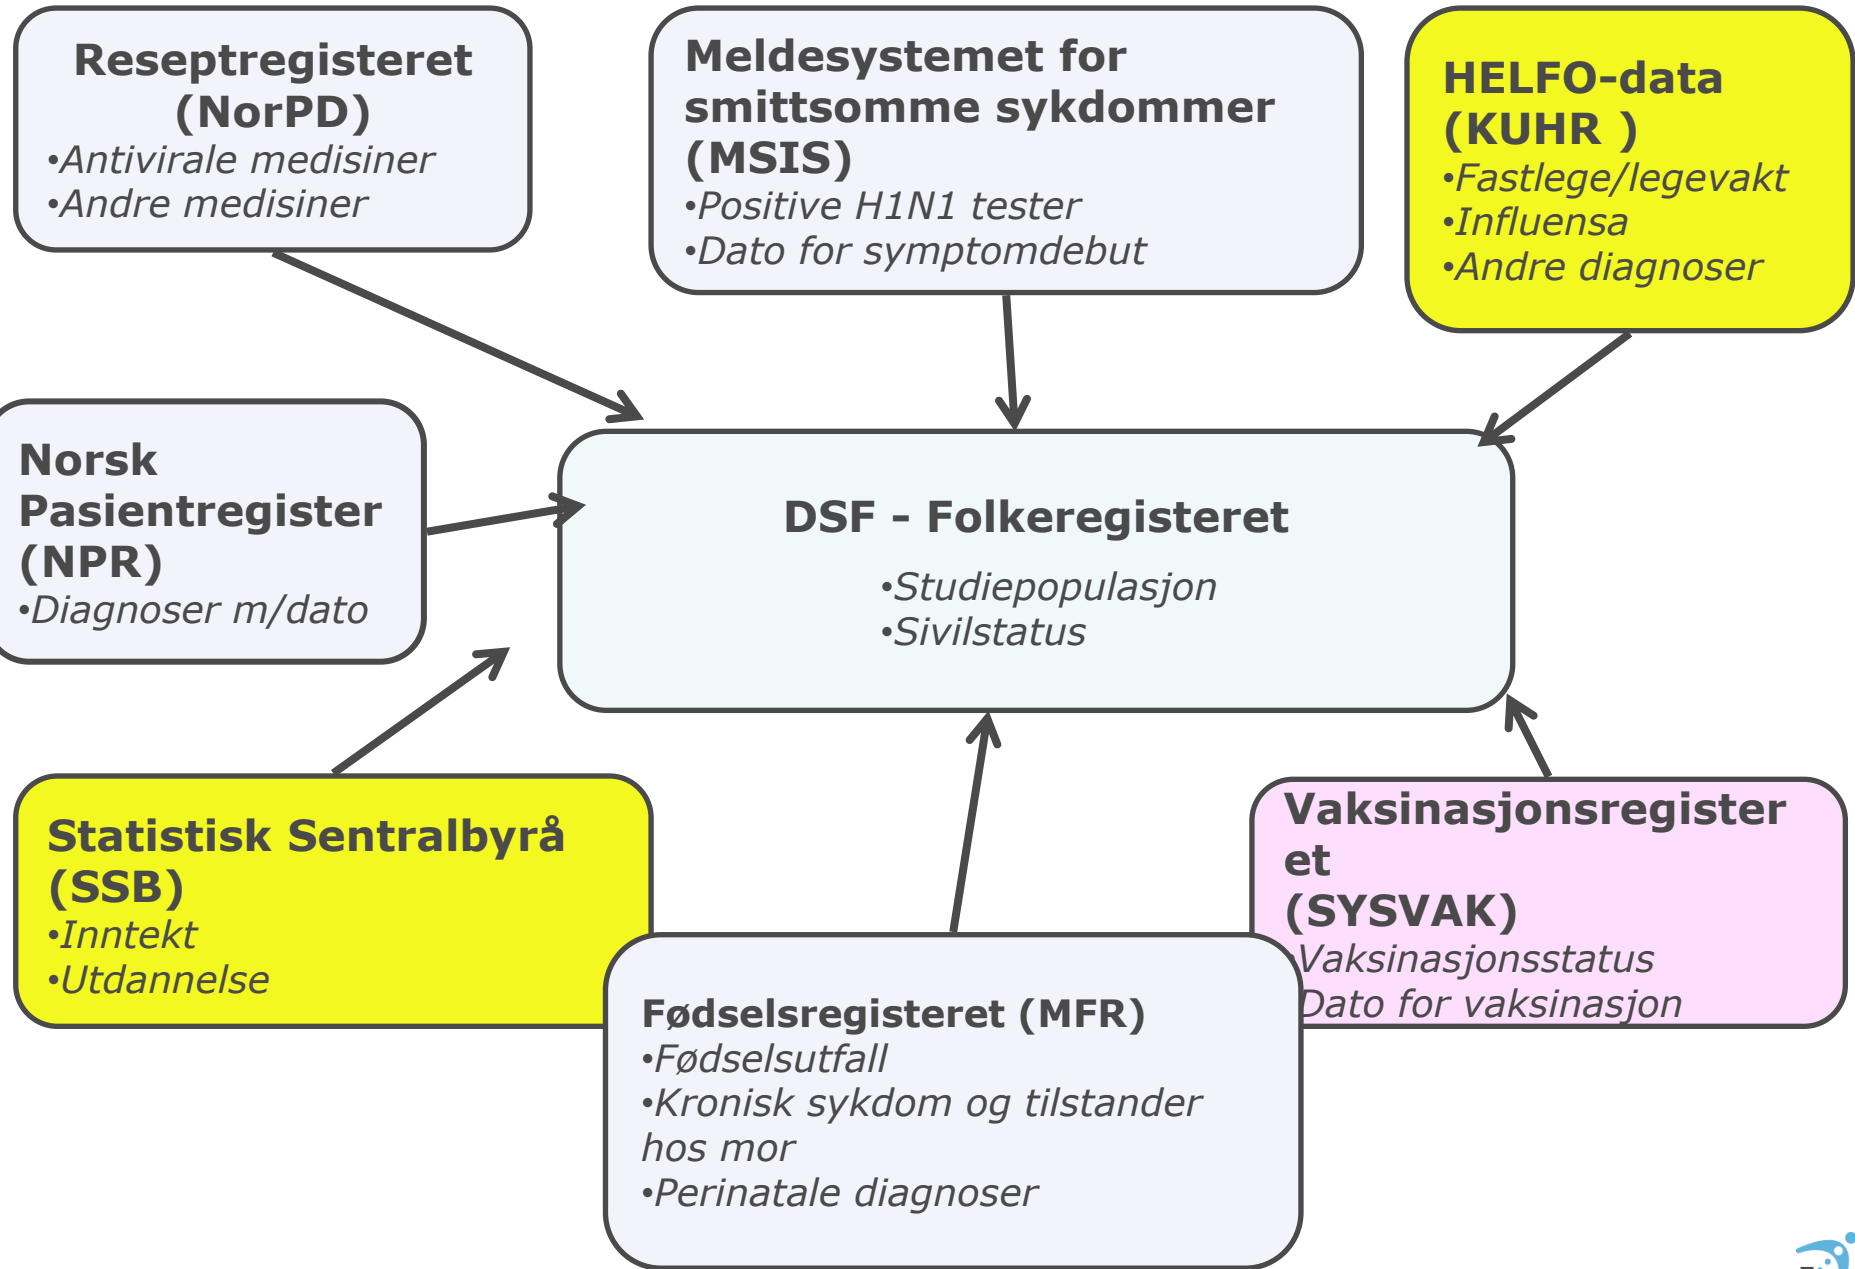 Reseptregisteret
(NorPD)
•Antivirale medisiner
•Andre medisiner
Meldesystemet for
smittsomme sykdommer
(MSIS)
•Positive H1N1 tester
•Dato for symptomdebut
HELFO-data
(KUHR )
•Fastlege/legevakt
•Influensa
•Andre diagnoser
Norsk
Pasientregister
(NPR)
•Diagnoser m/dato
DSF – Folkeregisteret
•Studiepopulasjon
•Sivilstatus
Statistisk Sentralbyrå
(SSB)
•Inntekt
•Utdannelse
Fødselsregisteret (MFR)
•Fødselsutfall
•Kronisk sykdom og tilstander
hos mor
•Perinatale diagnoser
Vaksinasjonsregister
et
(SYSVAK)
•Vaksinasjonsstatus
Dato for vaksinasjon